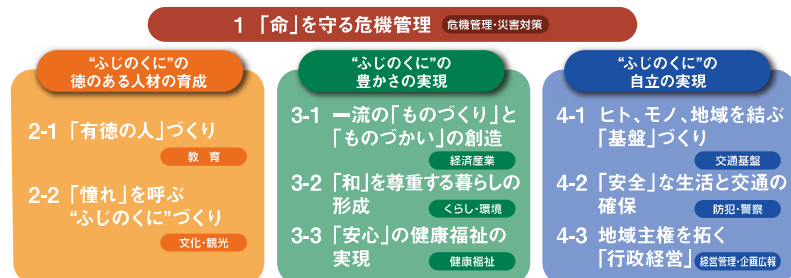 1 「命」を守る危機管理 危機管理・災害対策
“ふじのくに”の
徳のある人材の育成
2-1 「有徳の人」づくり
教 育
2-2 「憧れ」を呼ぶ
“ふじのくに”づくり
文化・観光
“ふじのくに”の
豊かさの実現
3-1 一流の「ものづくり」と
「ものづかい」の創造
経済産業
3-2 「和」を尊重する暮らしの
形成 くらし・環境
3-3 「安心」の健康福祉の
実現 健康福祉
“ふじのくに”の
自立の実現
4-1 ヒト、モノ、地域を結ぶ
「基盤」づくり
交通基盤
4-2 「安全」な生活と交通の
確保 防犯・警察
4-3 地域主権を拓く
「行政経営」 経営管理・企画広報